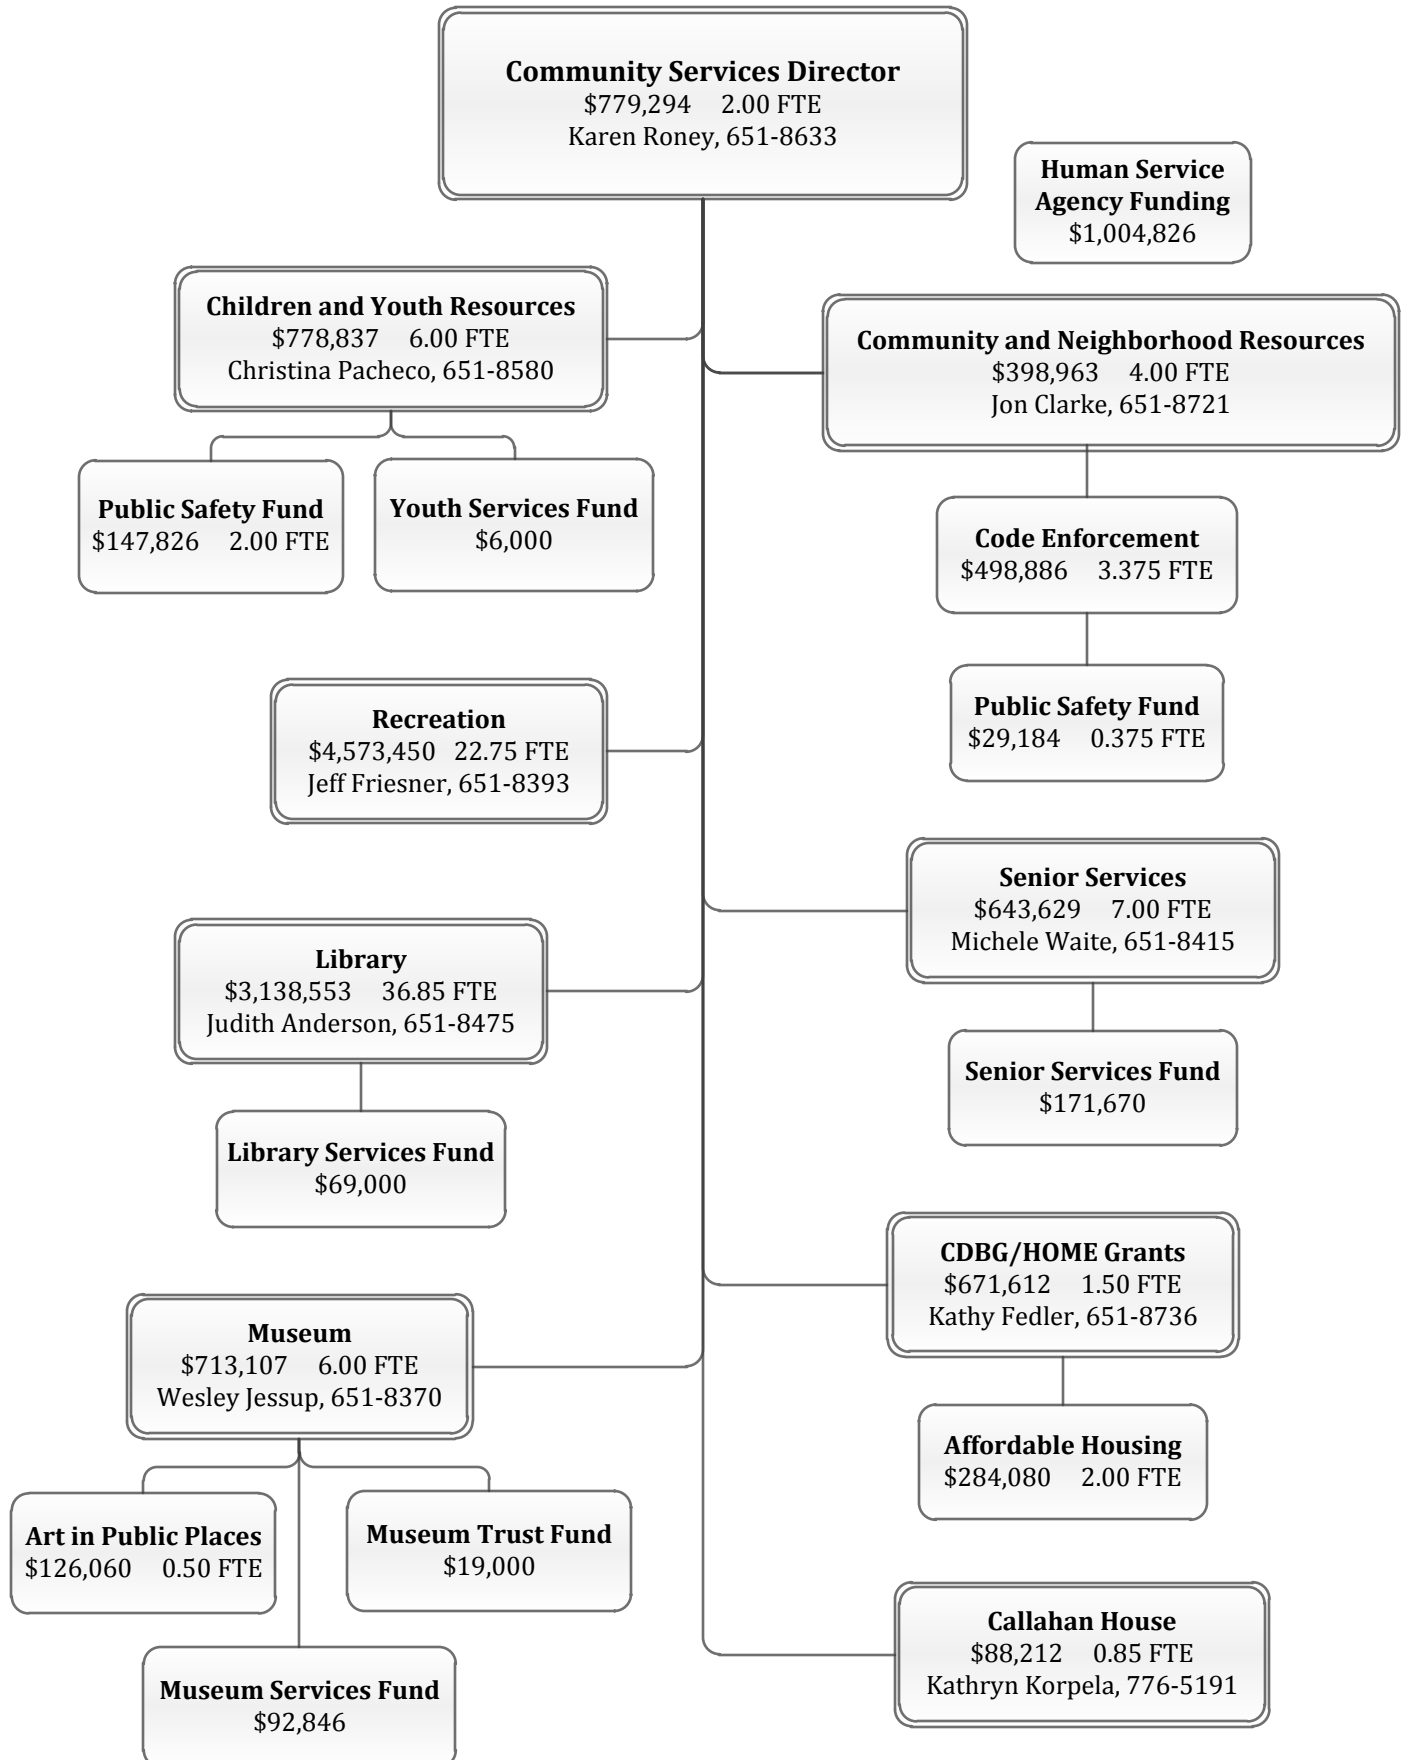 Community Services Director
$779,294 2.00 FTE
Karen Roney, 651-8633
Human Service
Agency Funding
$1,004,826
Children and Youth Resources
$778,837 6.00 FTE
Christina Pacheco, 651-8580
Community and Neighborhood Resources
$398,963 4.00 FTE
Jon Clarke, 651-8721
Public Safety Fund
$147,826 2.00 FTE
Youth Services Fund
$6,000
Code Enforcement
$498,886 3.375 FTE
Public Safety Fund
$29,184 0.375 FTE
Recreation
$4,573,450 22.75 FTE
Jeff Friesner, 651-8393
Senior Services
$643,629 7.00 FTE
Michele Waite, 651-8415
Library
$3,138,553 36.85 FTE
Judith Anderson, 651-8475
Senior Services Fund
$171,670
Library Services Fund
$69,000
CDBG/HOME Grants
$671,612 1.50 FTE
Kathy Fedler, 651-8736
Museum
$713,107 6.00 FTE
Wesley Jessup, 651-8370
Affordable Housing
$284,080 2.00 FTE
Art in Public Places
$126,060 0.50 FTE
Museum Trust Fund
$19,000
Callahan House
$88,212 0.85 FTE
Kathryn Korpela, 776-5191
Museum Services Fund
$92,846